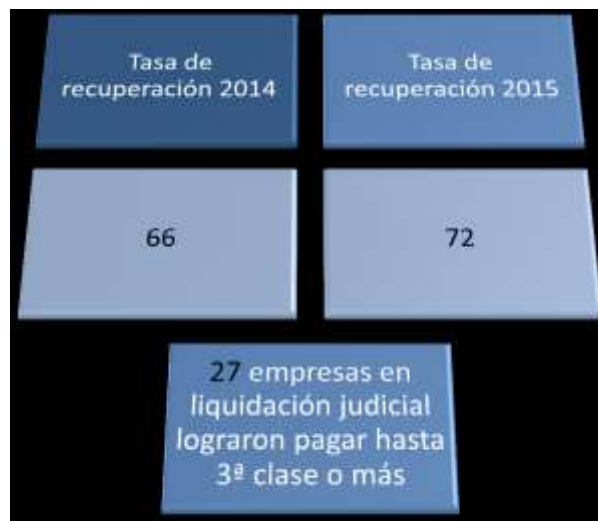 Tasa de
recuperación 2014
Tasa de
recuperación 2015
66
72
27 empresas en
liquidación judicial
lograron pagar hasta
3ª clase o más